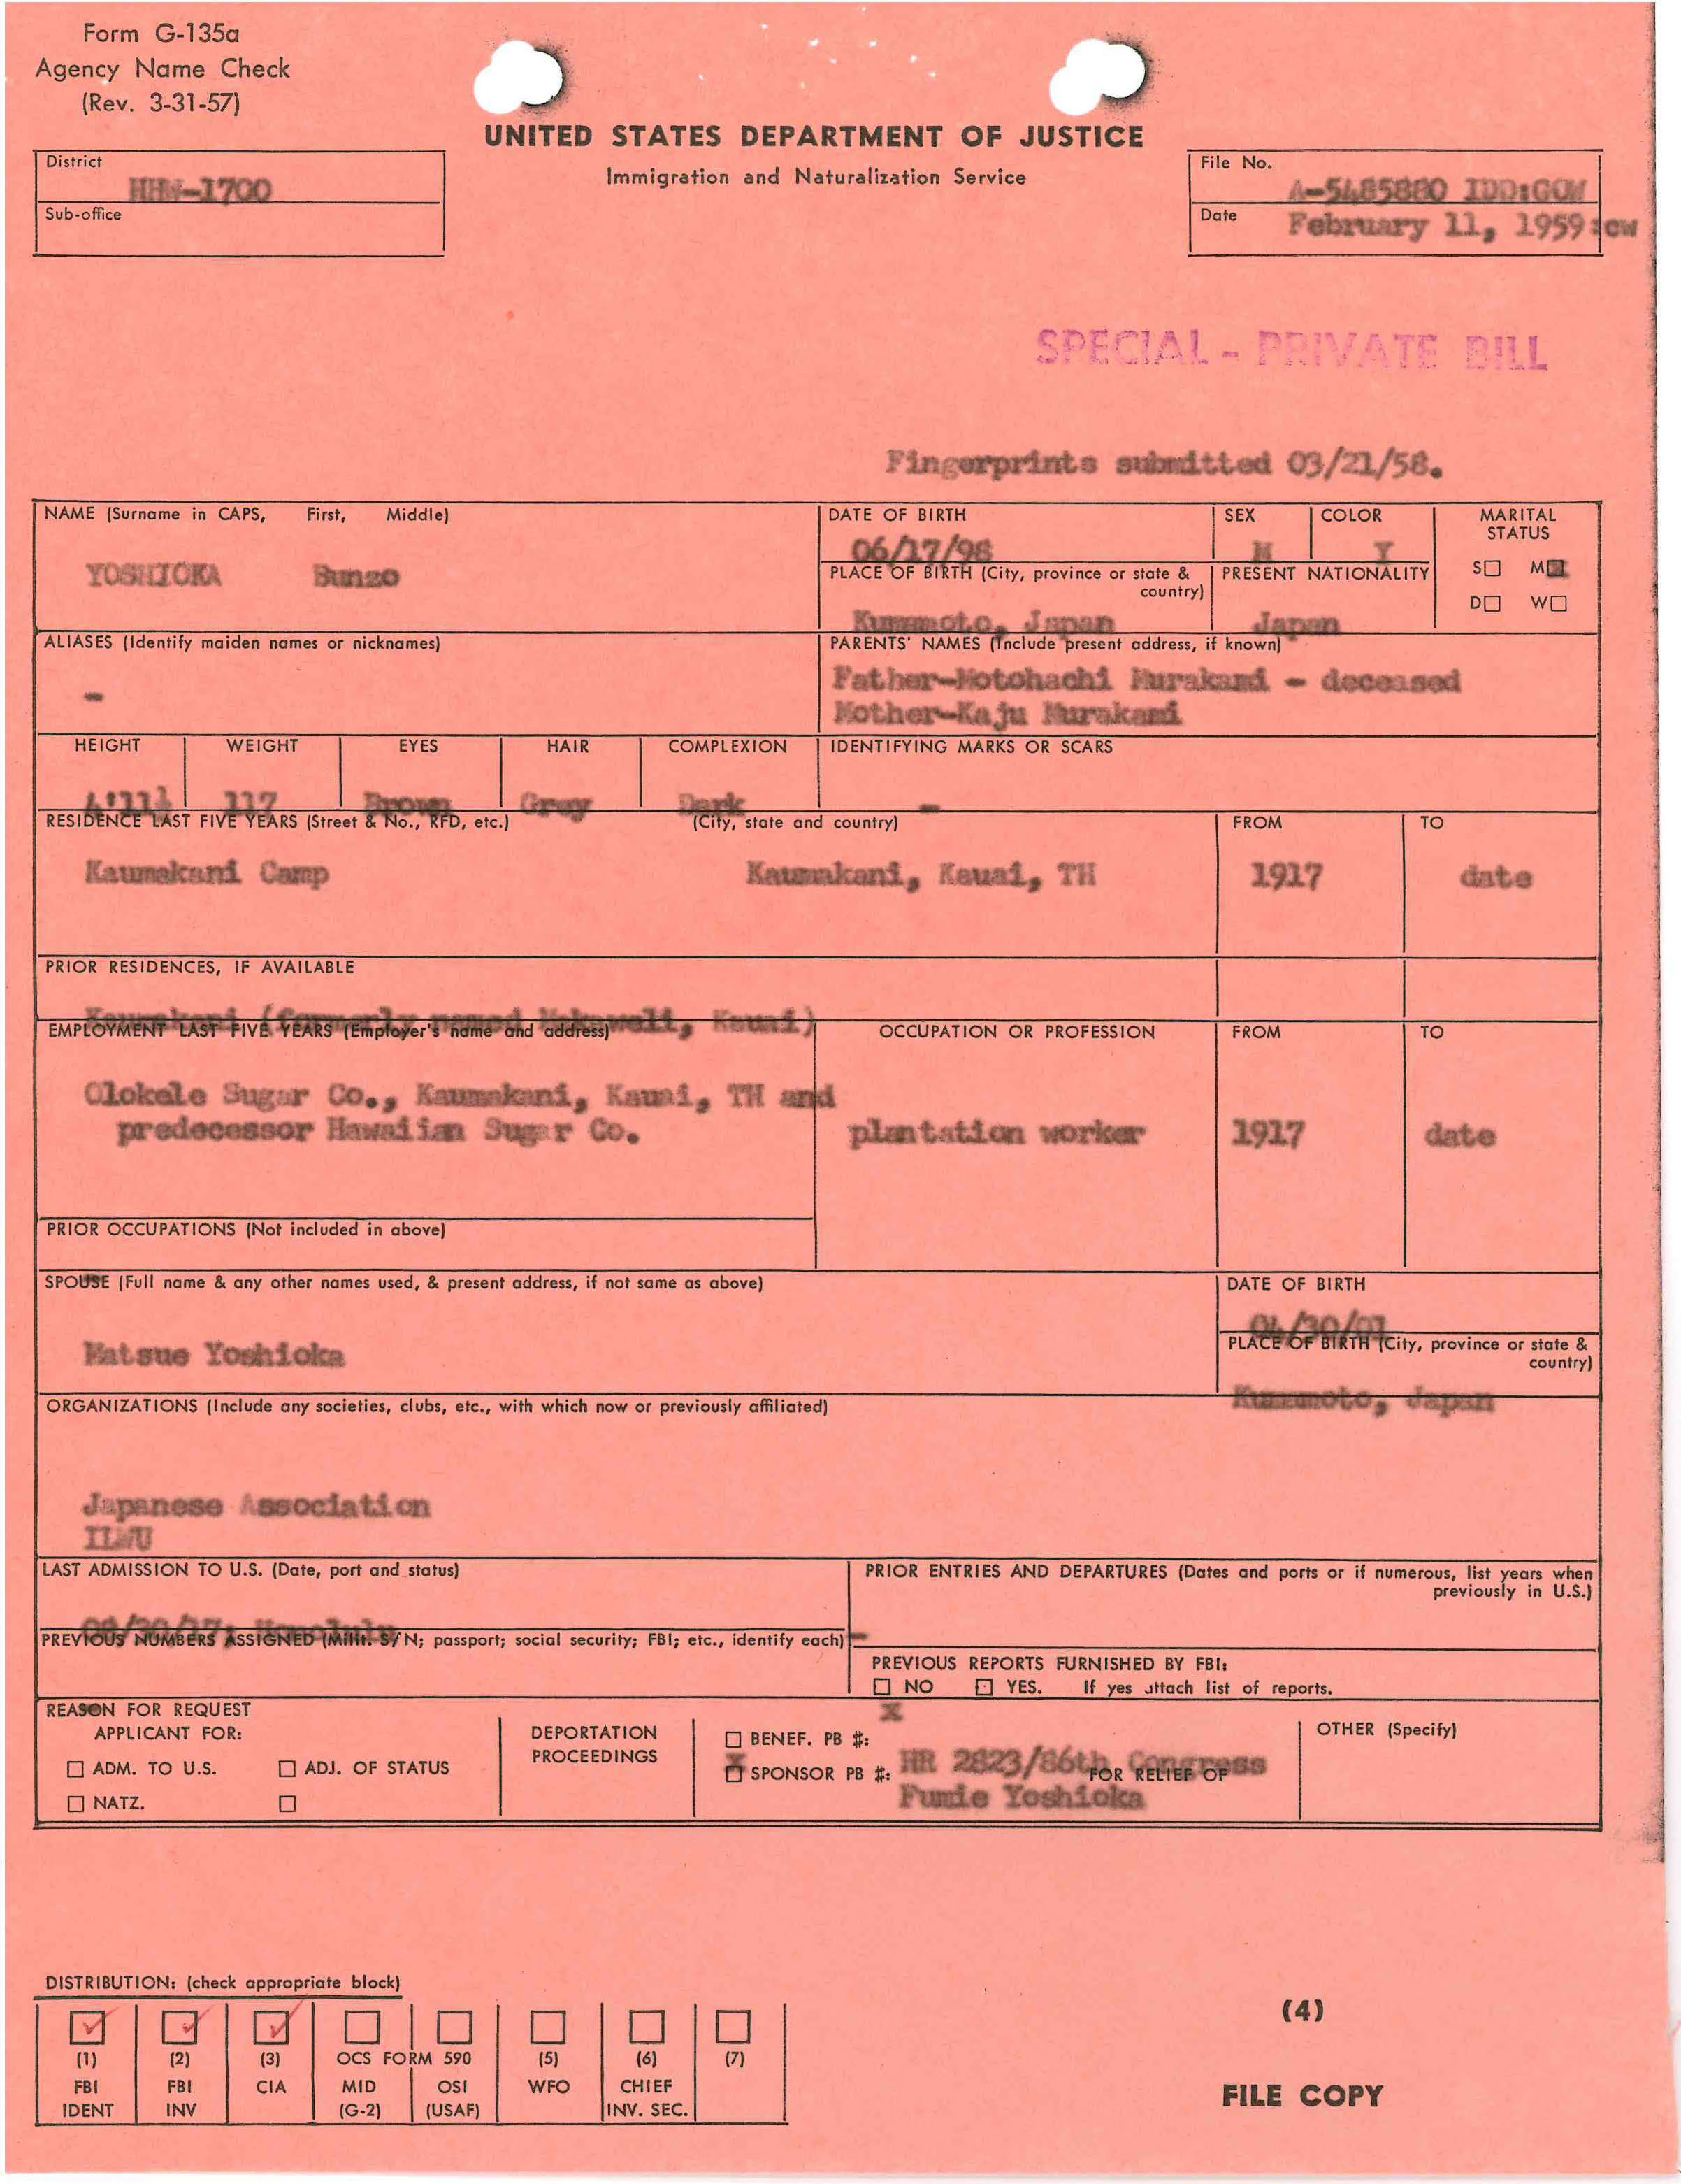 Form G-135a
Agency Name Check
(Rev. 3-31-57)
UNITED STATES DEPARTMENT OF JUSTICE
Immigration and Naturalization Service
District
HHW-1700
Sub-office
File No.
A-5485880 IDD:GOW
Date
February 11, 1959:cw
SPECIAL - PRIVATE BILL
Fingerprints submitted 03/21/58.
NAME (Surname in CAPS, First, Middle)
YOSHIOKA Bunzo
DATE OF BIRTH
06/17/98
SEX
M
COLOR
Y
MARITAL STATUS
S M
D W
PLACE OF BIRTH (City, province or state & country)
Kumamoto, Japan
PRESENT NATIONALITY
Japan
ALIASES (Identify maiden names or nicknames)
-
PARENTS' NAMES (Include present address, if known)
Father-Motohachi Murakami - deceased
Mother-Kaju Murakami
HEIGHT WEIGHT EYES HAIR COMPLEXION IDENTIFYING MARKS OR SCARS
4'11½ 117 Brown Gray Dark -
RESIDENCE LAST FIVE YEARS (Street & No., RFD, etc.) (City, state and country) FROM TO
Kaumakani Camp Kaumakani, Kauai, TH 1917 date
PRIOR RESIDENCES, IF AVAILABLE
Kaumakani (formerly named Makaweli, Kauai)
EMPLOYMENT LAST FIVE YEARS (Employer's name and address) OCCUPATION OR PROFESSION FROM TO
Olokele Sugar Co., Kaumakani, Kauai, TH and
predecessor Hawaiian Sugar Co. plantation worker 1917 date
PRIOR OCCUPATIONS (Not included in above)
SPOUSE (Full name & any other names used, & present address, if not same as above)
Matsue Yoshioka
DATE OF BIRTH
04/30/01
PLACE OF BIRTH (City, province or state & country)
Kumamoto, Japan
ORGANIZATIONS (Include any societies, clubs, etc., with which now or previously affiliated)
Japanese Association
ILWU
LAST ADMISSION TO U.S. (Date, port and status)
Honolulu
PRIOR ENTRIES AND DEPARTURES (Dates and ports or if numerous, list years when previously in U.S.)
-
PREVIOUS NUMBERS ASSIGNED (Milit. S/N; passport; social security; FBI; etc., identify each)
PREVIOUS REPORTS FURNISHED BY FBI:
NO YES. If yes attach list of reports.
X
REASON FOR REQUEST
APPLICANT FOR:
ADM. TO U.S. ADJ. OF STATUS
NATZ.
DEPORTATION PROCEEDINGS
BENEF. PB #:
X SPONSOR PB #: HR 2823/86th Congress
FOR RELIEF OF
Fumie Yoshioka
OTHER (Specify)
DISTRIBUTION: (check appropriate block)
(1) FBI IDENT
(2) FBI INV
(3) CIA
OCS FORM 590
MID (G-2)
OSI (USAF)
(5) WFO
(6) CHIEF INV. SEC.
(7)
(4)
FILE COPY